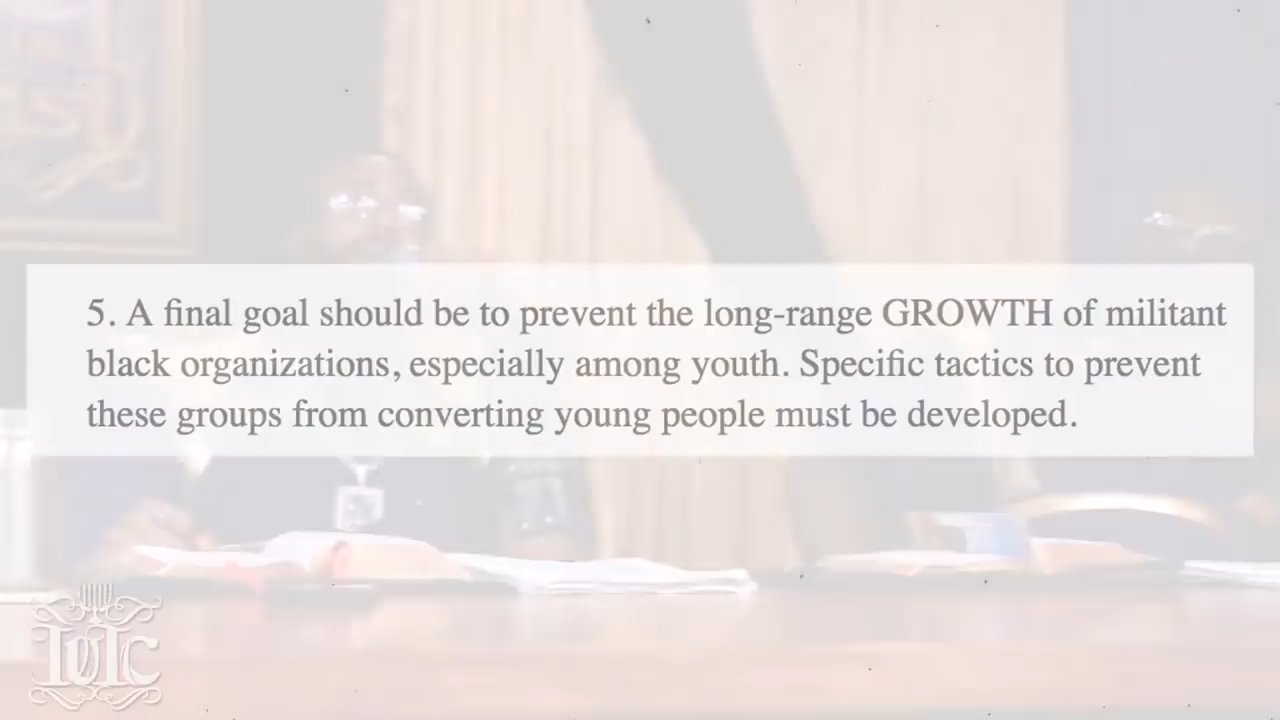 5. A final goal should be to prevent the long-range GROWTH of militant
black organizations, especially among youth. Specific tactics to prevent
these groups from converting young people must be developed.
IUIC